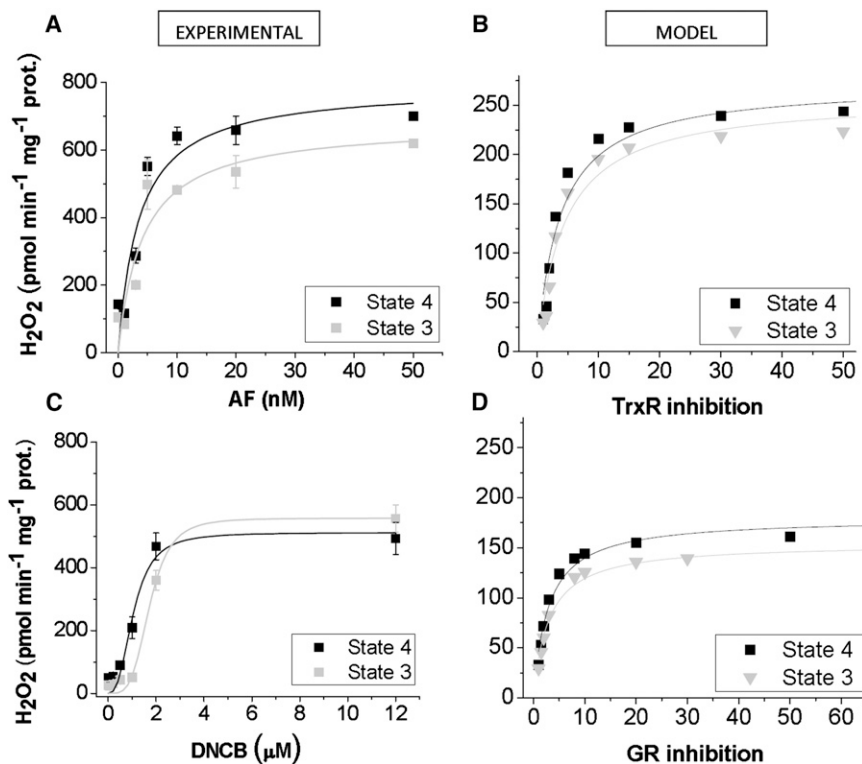 A
EXPERIMENTAL
H₂O₂ (pmol min⁻¹ mg⁻¹ prot.)
800
600
400
200
0
State 4
State 3
0 10 20 30 40 50
AF (nM)
B
MODEL
250
200
150
100
50
0
State 4
State 3
0 10 20 30 40 50
TrxR inhibition
C
H₂O₂ (pmol min⁻¹ mg⁻¹ prot.)
800
600
400
200
0
State 4
State 3
0 2 4 6 8 10 12
DNCB (μM)
D
250
200
150
100
50
0
State 4
State 3
0 10 20 30 40 50 60
GR inhibition